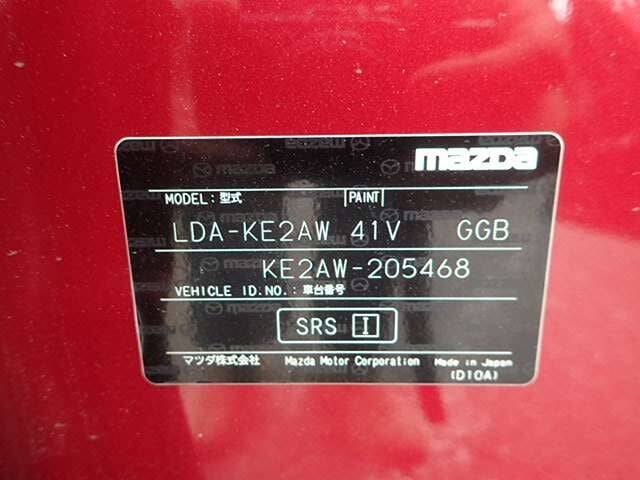 mazDa
MODEL:型式 PAINT
LDA-KE2AW 41V GGB
KE2AW-205468
VEHICLE ID.NO.:車台番号
SRS I
マツダ株式会社 Mazda Motor Corporation Made in Japan
(D10A)